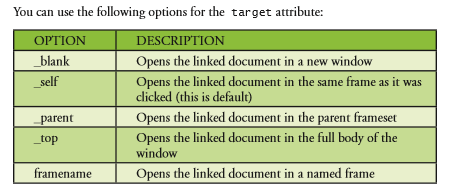 You can use the following options for the target attribute:
OPTION DESCRIPTION
_blank Opens the linked document in a new window
_self Opens the linked document in the same frame as it was
clicked (this is default)
_parent Opens the linked document in the parent frameset
_top Opens the linked document in the full body of the
window
framename Opens the linked document in a named frame